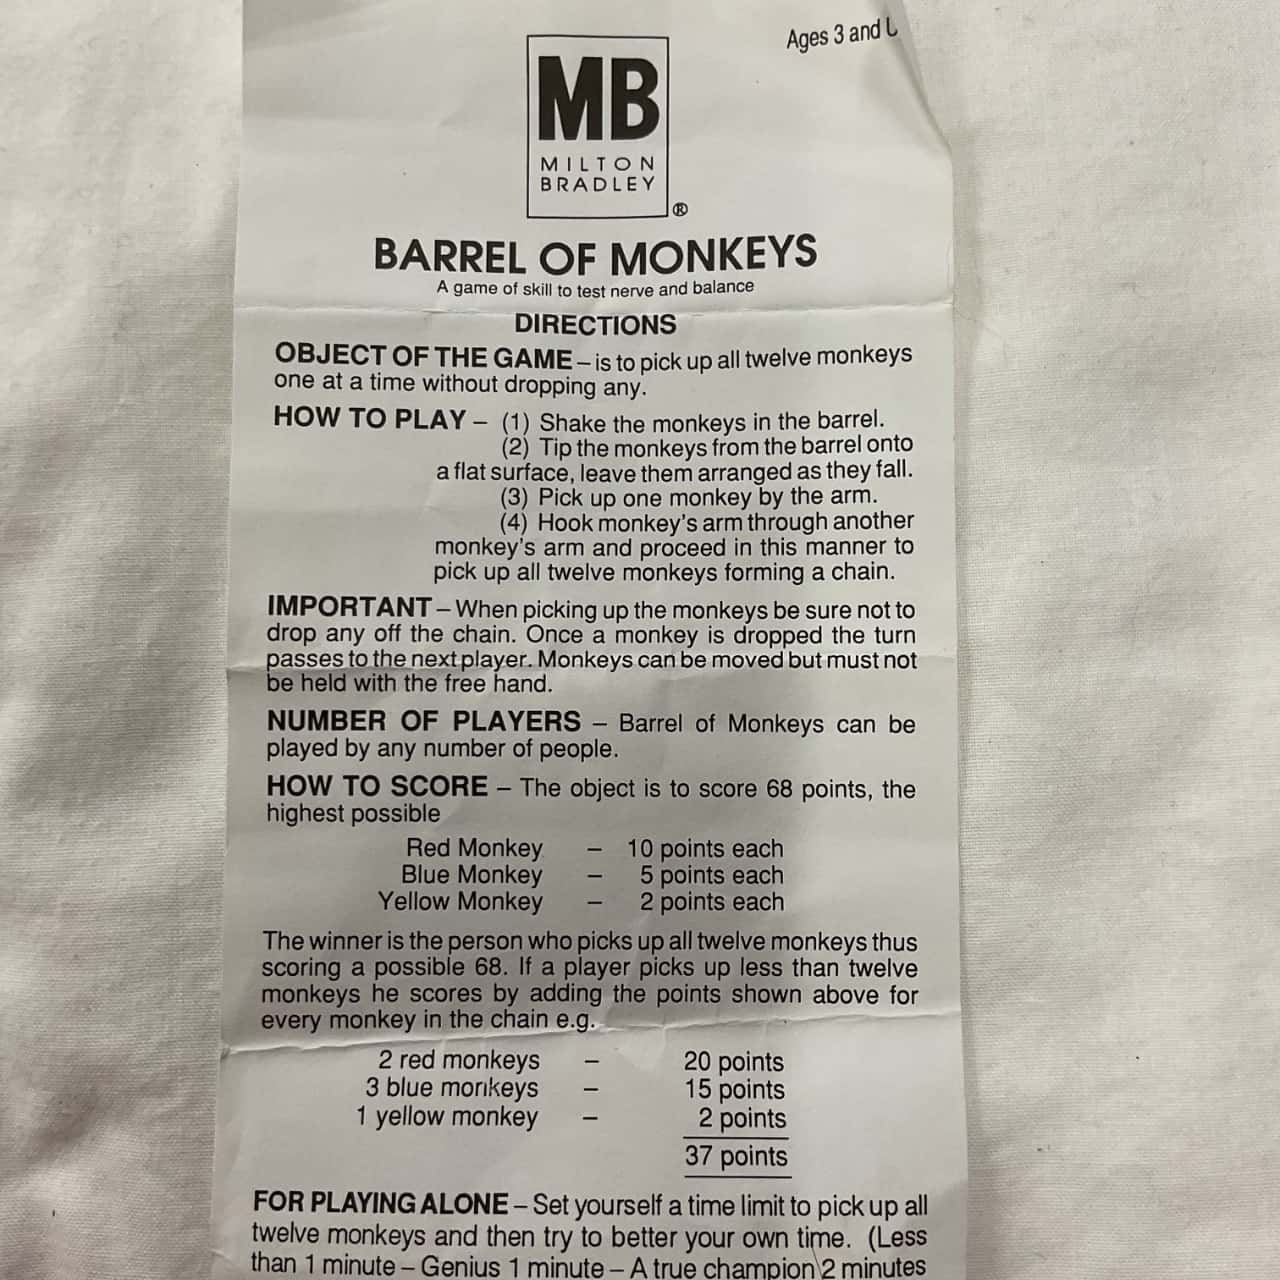 Ages 3 and
MB
MILTON
BRADLEY
®
BARREL OF MONKEYS
A game of skill to test nerve and balance
DIRECTIONS
OBJECT OF THE GAME – is to pick up all twelve monkeys
one at a time without dropping any.
HOW TO PLAY – (1) Shake the monkeys in the barrel.
(2) Tip the monkeys from the barrel onto
a flat surface, leave them arranged as they fall.
(3) Pick up one monkey by the arm.
(4) Hook monkey's arm through another
monkey's arm and proceed in this manner to
pick up all twelve monkeys forming a chain.
IMPORTANT – When picking up the monkeys be sure not to
drop any off the chain. Once a monkey is dropped the turn
passes to the next player. Monkeys can be moved but must not
be held with the free hand.
NUMBER OF PLAYERS – Barrel of Monkeys can be
played by any number of people.
HOW TO SCORE – The object is to score 68 points, the
highest possible
Red Monkey – 10 points each
Blue Monkey – 5 points each
Yellow Monkey – 2 points each
The winner is the person who picks up all twelve monkeys thus
scoring a possible 68. If a player picks up less than twelve
monkeys he scores by adding the points shown above for
every monkey in the chain e.g.
2 red monkeys – 20 points
3 blue monkeys – 15 points
1 yellow monkey – 2 points
37 points
FOR PLAYING ALONE – Set yourself a time limit to pick up all
twelve monkeys and then try to better your own time. (Less
than 1 minute – Genius 1 minute – A true champion 2 minutes